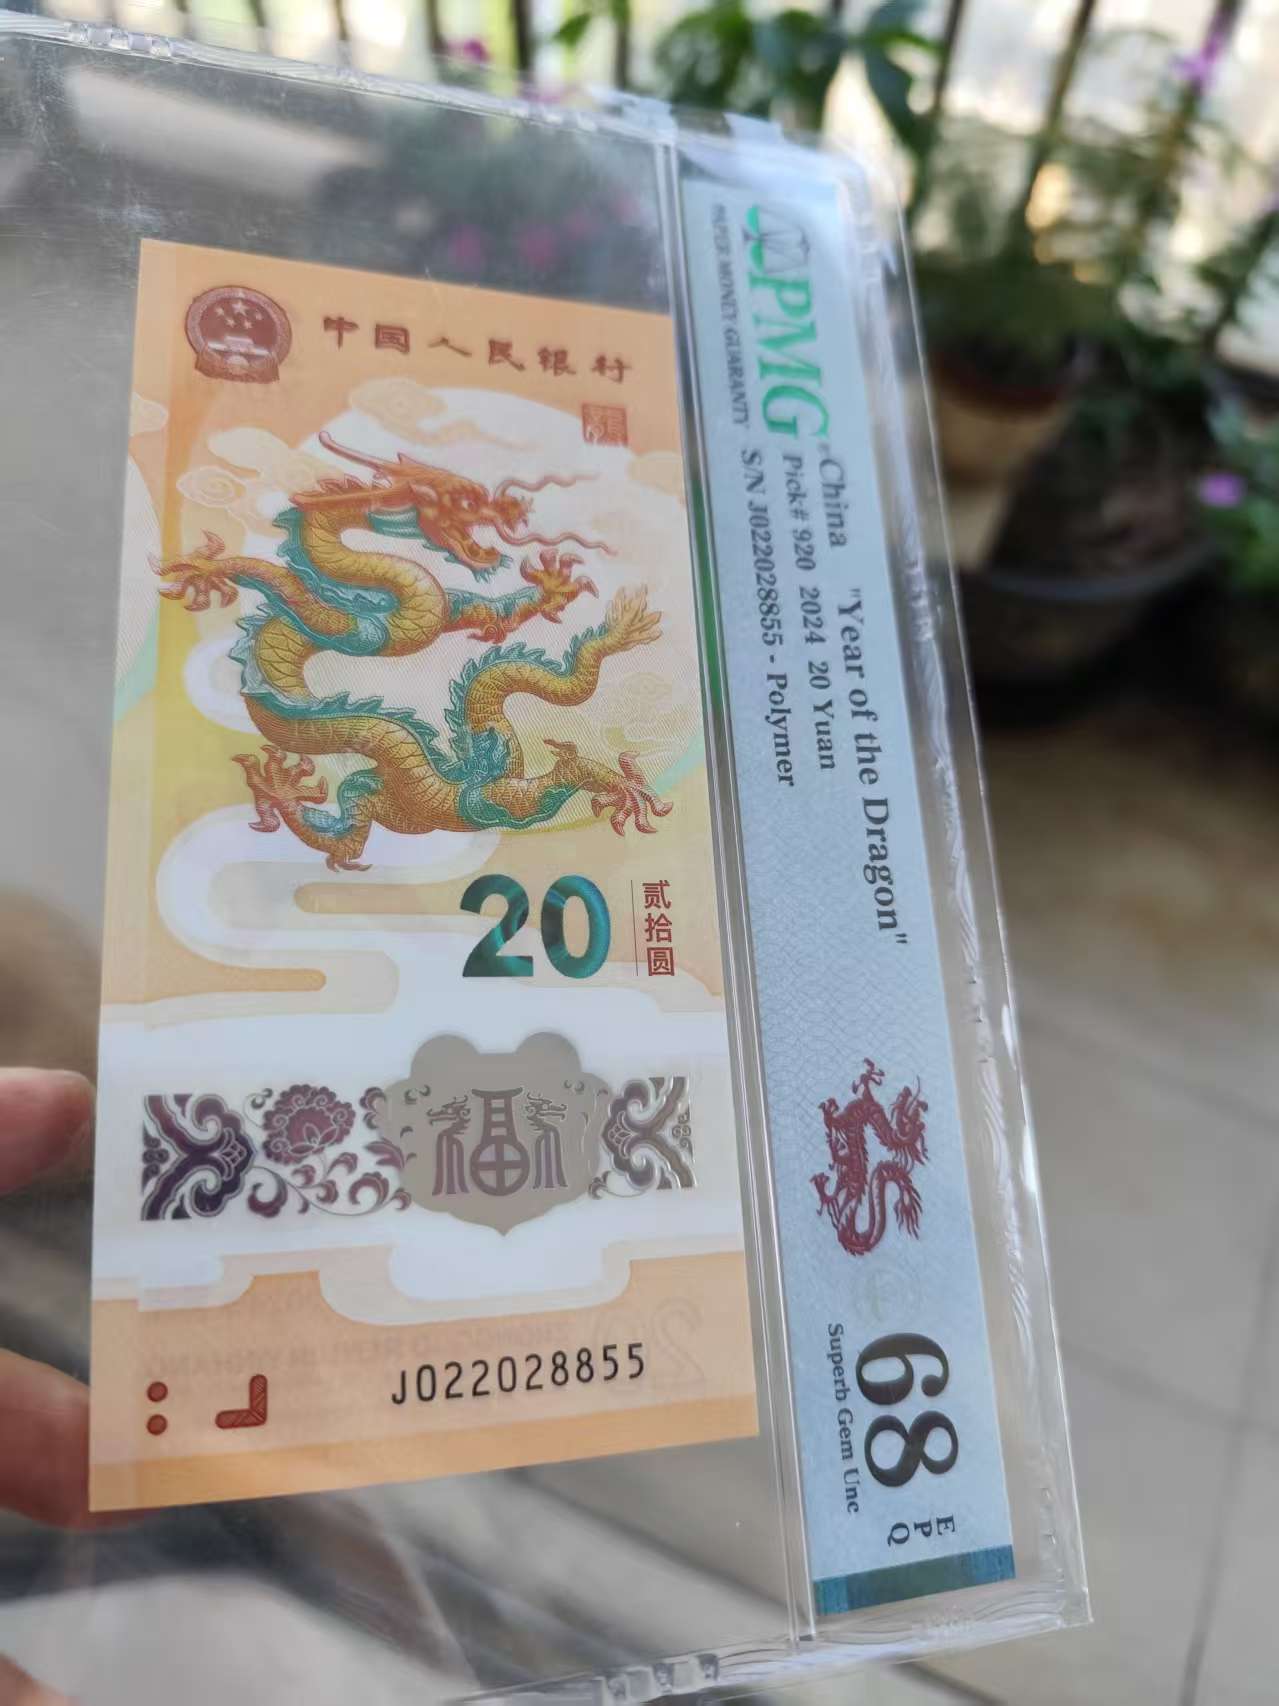 中国人民银行
龍
20
贰拾圆
福
J022028855
PMG
PAPER MONEY GUARANTY
China "Year of the Dragon"
Pick# 920 2024 20 Yuan
S/N J022028855 - Polymer
68 EPQ
Superb Gem Unc